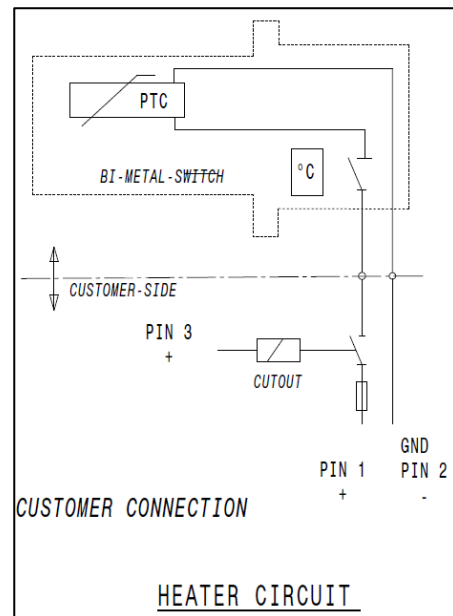 PTC
BI-METAL-SWITCH
°C
CUSTOMER-SIDE
PIN 3
+
CUTOUT
GND
PIN 1 PIN 2
+ -
CUSTOMER CONNECTION
HEATER CIRCUIT